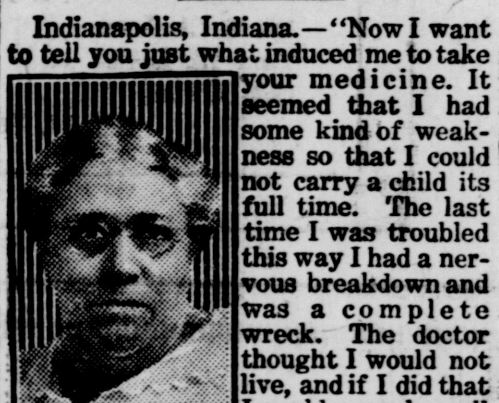 Indianapolis, Indiana.—"Now I want
to tell you just what induced me to take
your medicine. It
seemed that I had
some kind of weak-
ness so that I could
not carry a child its
full time. The last
time I was troubled
this way I had a ner-
vous breakdown and
was a complete
wreck. The doctor
thought I would not
live, and if I did that